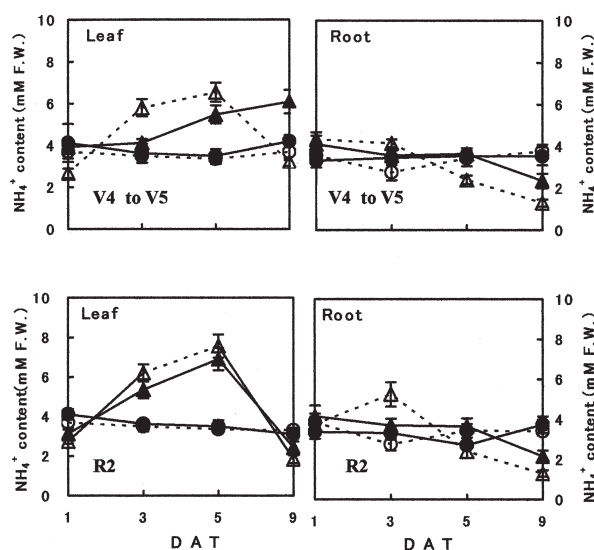 Leaf
Root
NH₄⁺ content (mM F.W.)
10
8
6
4
2
0
V4 to V5
V4 to V5
10
8
6
4
2
0
NH₄⁺ content (mM F.W.)
Leaf
Root
NH₄⁺ content(mM F.W.)
10
8
6
4
2
0
R2
R2
10
8
6
4
2
0
NH₄⁺ content (mM F.W.)
1 3 5 9
1 3 5 9
DAT
DAT